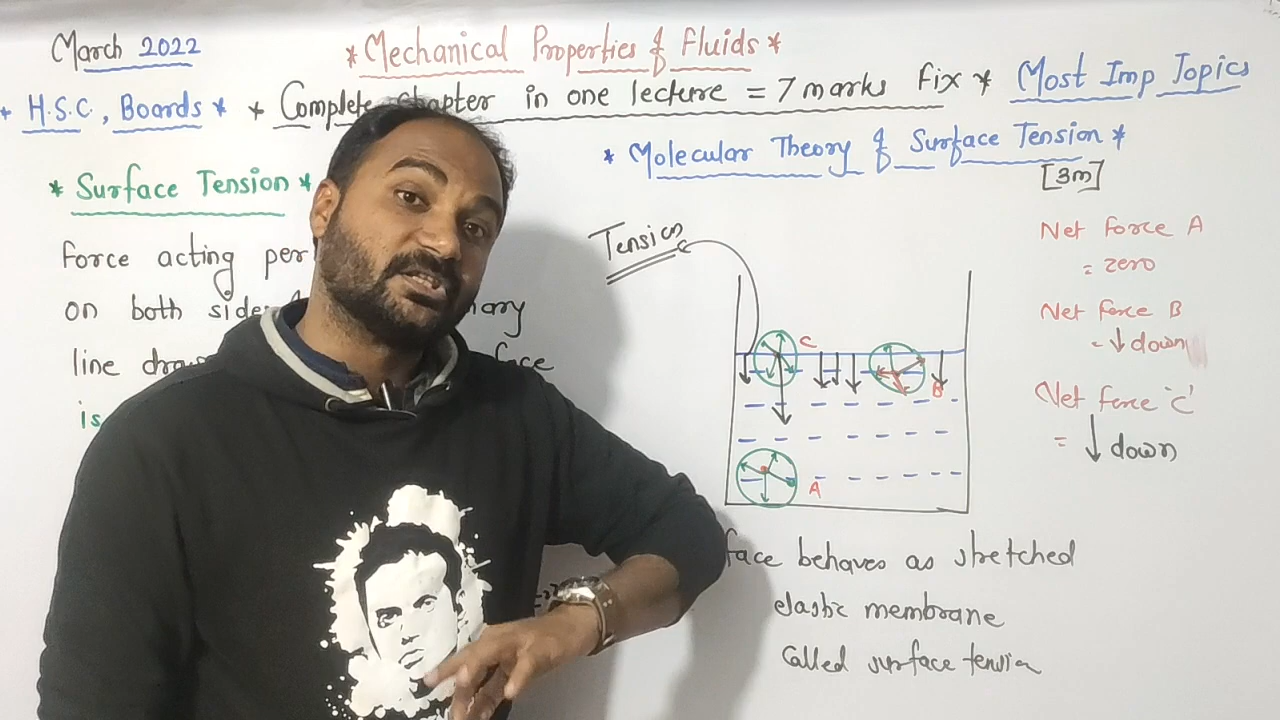 March 2022
* Mechanical Properties of Fluids *
* H.S.C., Boards *
* Complete chapter in one lecture = 7 marks fix *
Most Imp Topics
* Surface Tension *
Force acting per
on both side
line
is
* Molecular Theory of Surface Tension *
[3m]
Tension
C
B
A
Net force A
= zero
Net force B
= ↓ down
Net force 'C'
= ↓ down
face behaves as stretched
elastic membrane
called surface tension